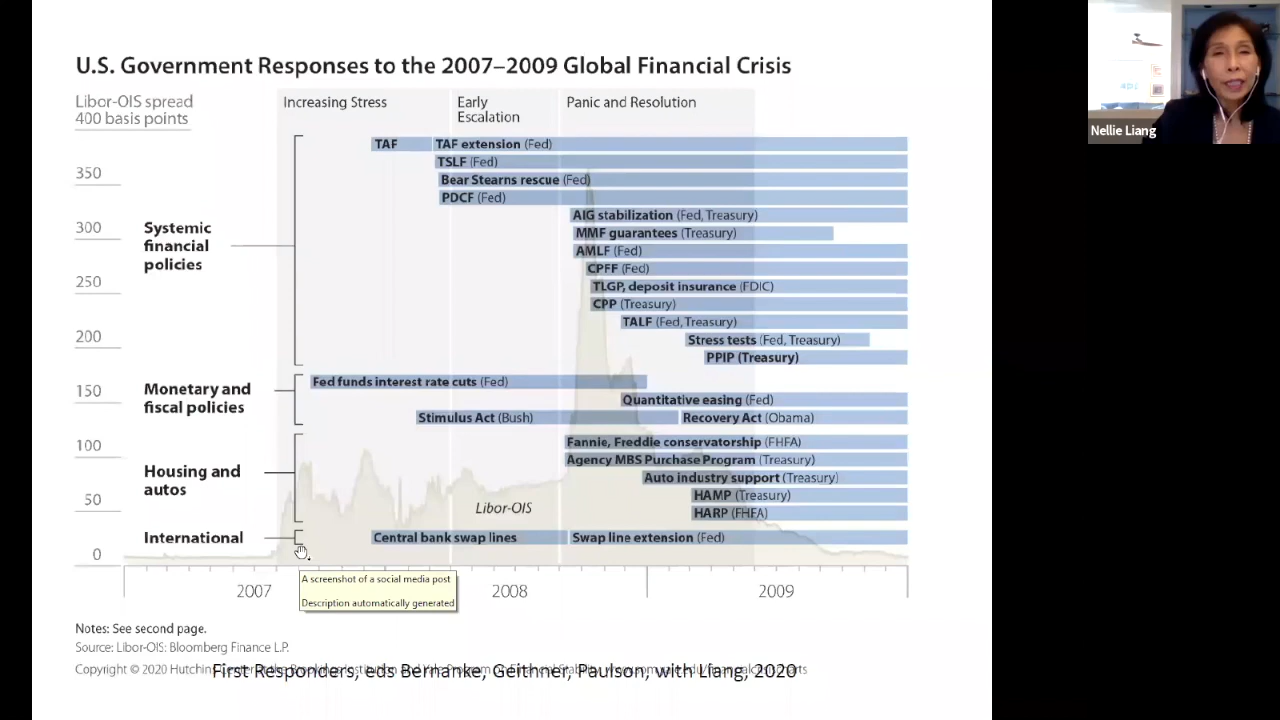 U.S. Government Responses to the 2007–2009 Global Financial Crisis
Libor-OIS spread
400 basis points
Increasing Stress
Early
Escalation
Panic and Resolution
350
300
250
200
150
100
50
0
Systemic
financial
policies
TAF
TAF extension (Fed)
TSLF (Fed)
Bear Stearns rescue (Fed)
PDCF (Fed)
AIG stabilization (Fed, Treasury)
MMF guarantees (Treasury)
AMLF (Fed)
CPFF (Fed)
TLGP, deposit insurance (FDIC)
CPP (Treasury)
TALF (Fed, Treasury)
Stress tests (Fed, Treasury)
PPIP (Treasury)
Monetary and
fiscal policies
Fed funds interest rate cuts (Fed)
Quantitative easing (Fed)
Stimulus Act (Bush)
Recovery Act (Obama)
Housing and
autos
Fannie, Freddie conservatorship (FHFA)
Agency MBS Purchase Program (Treasury)
Auto industry support (Treasury)
HAMP (Treasury)
HARP (FHFA)
Libor-OIS
International
Central bank swap lines
Swap line extension (Fed)
A screenshot of a social media post
Description automatically generated
2007
2008
2009
Notes: See second page.
Source: Libor-OIS: Bloomberg Finance L.P.
Copyright © 2020
First Responders, eds Bernanke, Geithner, Paulson, with Liang, 2020
Nellie Liang